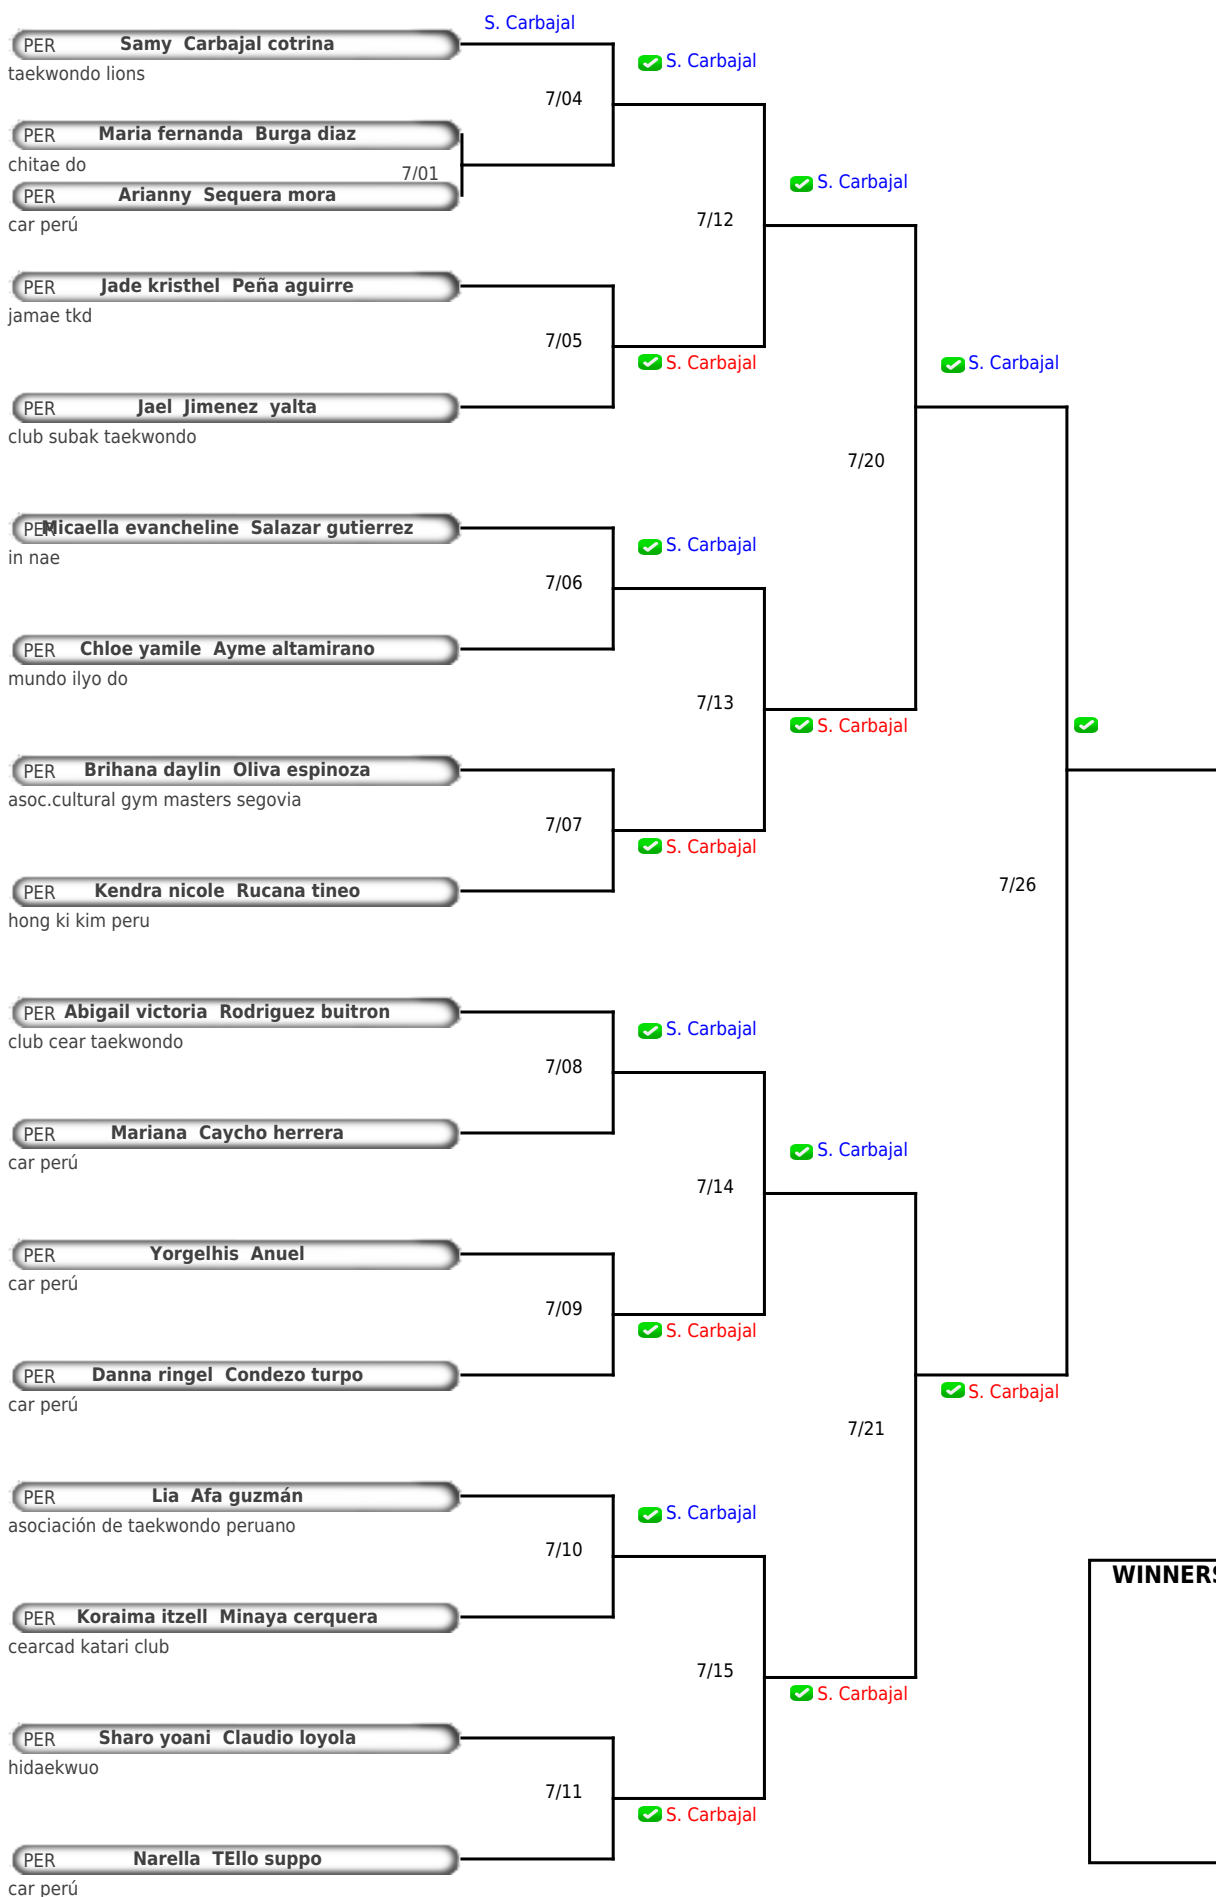 S. Carbajal
PER Samy Carbajal cotrina
taekwondo lions
S. Carbajal
7/04
PER Maria fernanda Burga diaz
chitae do
7/01
PER Arianny Sequera mora
car perú
S. Carbajal
7/12
PER Jade kristhel Peña aguirre
jamae tkd
7/05
S. Carbajal
S. Carbajal
PER Jael Jimenez yalta
club subak taekwondo
7/20
PER Micaella evancheline Salazar gutierrez
in nae
S. Carbajal
7/06
PER Chloe yamile Ayme altamirano
mundo ilyo do
7/13
S. Carbajal
PER Brihana daylin Oliva espinoza
asoc.cultural gym masters segovia
7/07
S. Carbajal
7/26
PER Kendra nicole Rucana tineo
hong ki kim peru
PER Abigail victoria Rodriguez buitron
club cear taekwondo
S. Carbajal
7/08
PER Mariana Caycho herrera
car perú
S. Carbajal
7/14
PER Yorgelhis Anuel
car perú
7/09
S. Carbajal
PER Danna ringel Condezo turpo
car perú
S. Carbajal
7/21
PER Lia Afa guzmán
asociación de taekwondo peruano
S. Carbajal
7/10
WINNERS
PER Koraima itzell Minaya cerquera
cearcad katari club
7/15
S. Carbajal
PER Sharo yoani Claudio loyola
hidaekwuo
7/11
S. Carbajal
PER Narella TEllo suppo
car perú